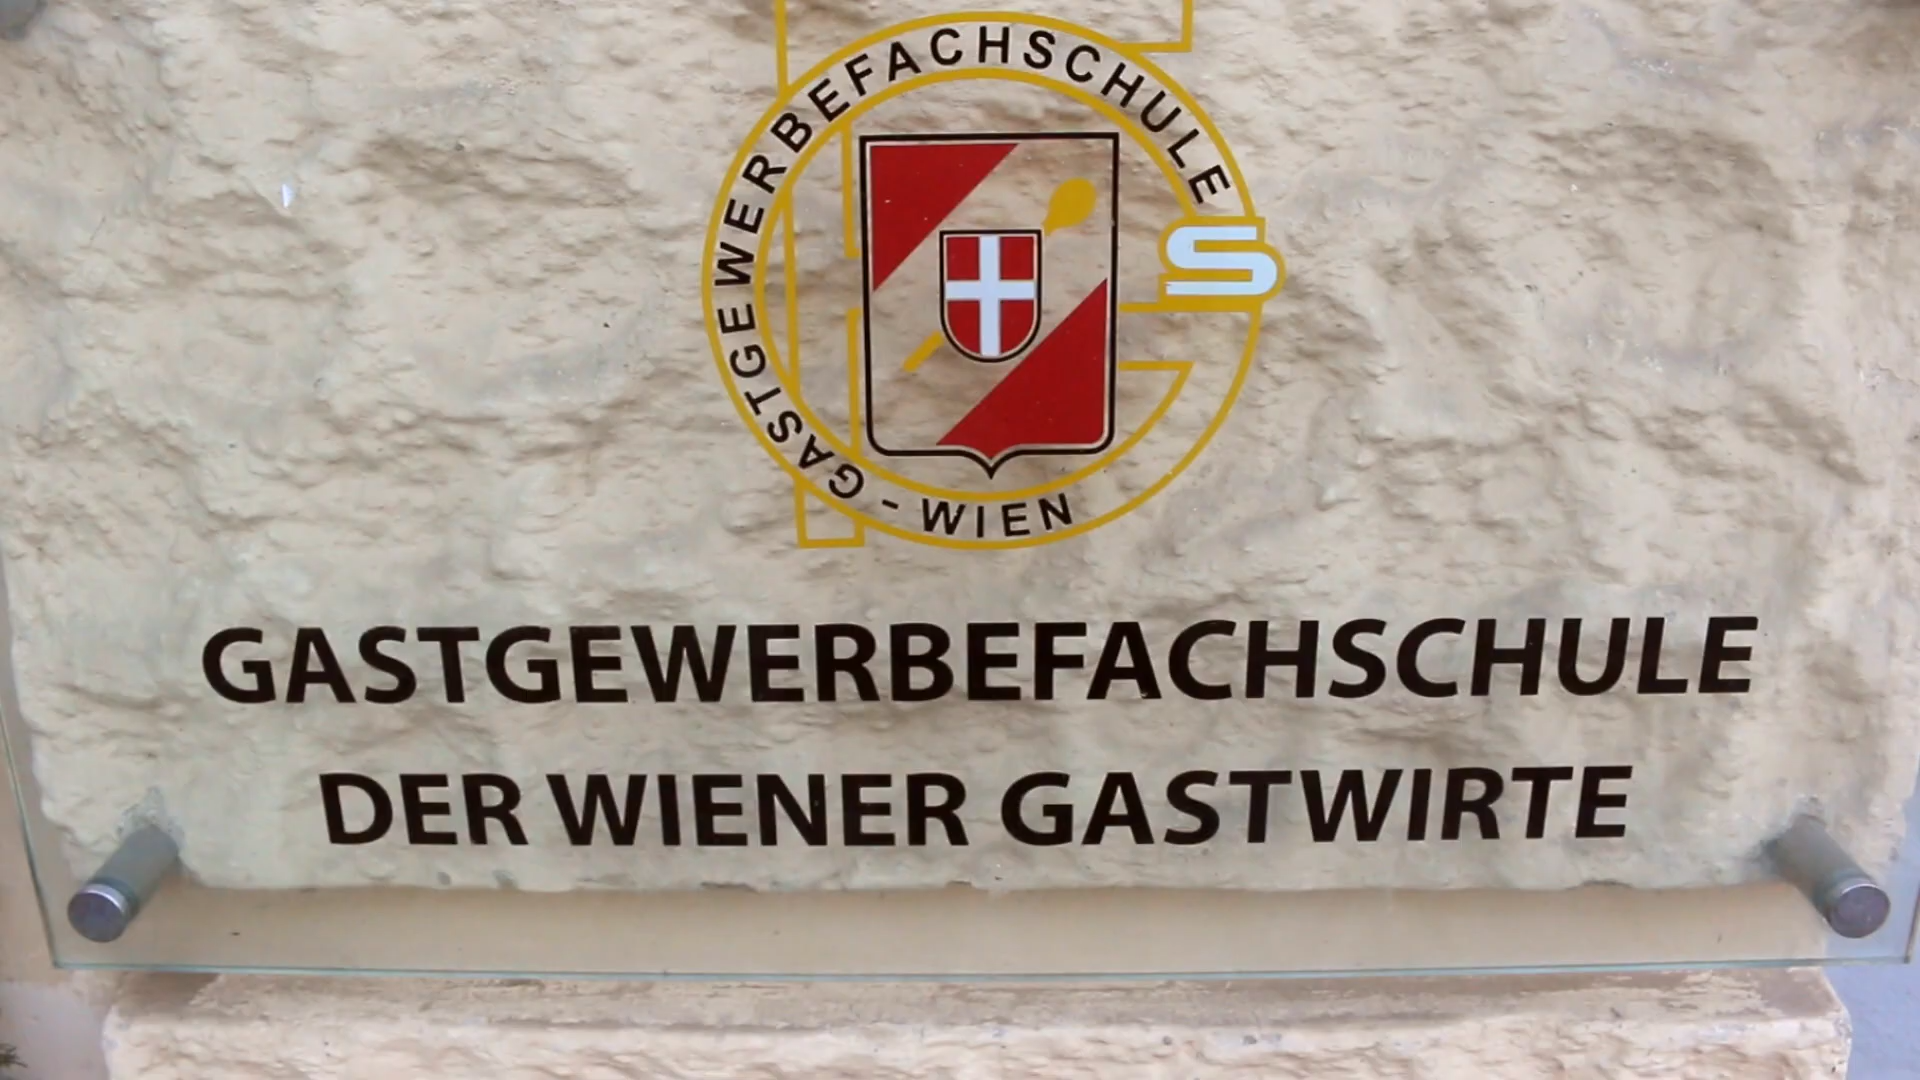 GASTGEWERBEFACHSCHULE
S
- WIEN
GASTGEWERBEFACHSCHULE
DER WIENER GASTWIRTE